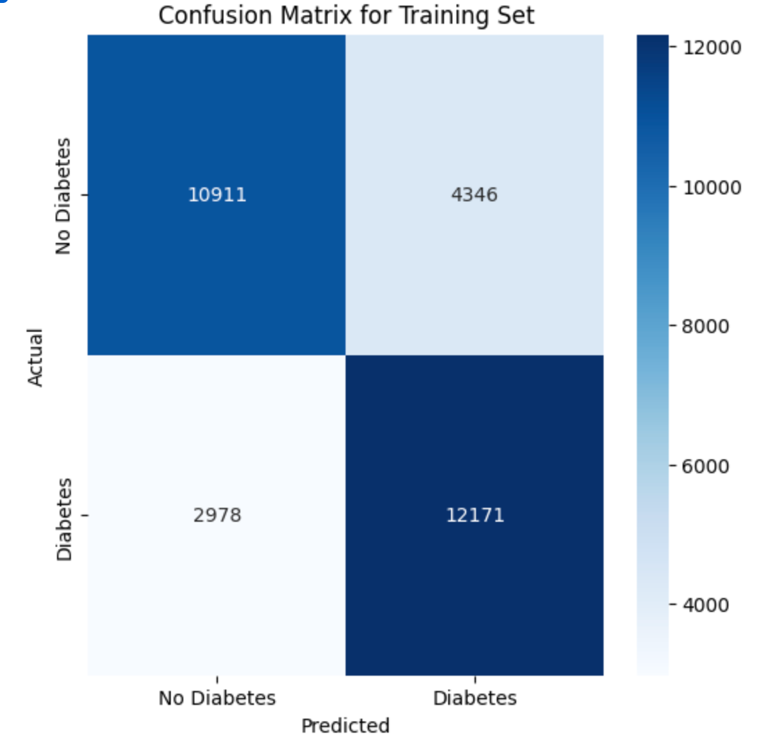 Confusion Matrix for Training Set
12000
10000
8000
6000
4000
Actual
No Diabetes
Diabetes
10911
4346
2978
12171
No Diabetes
Diabetes
Predicted